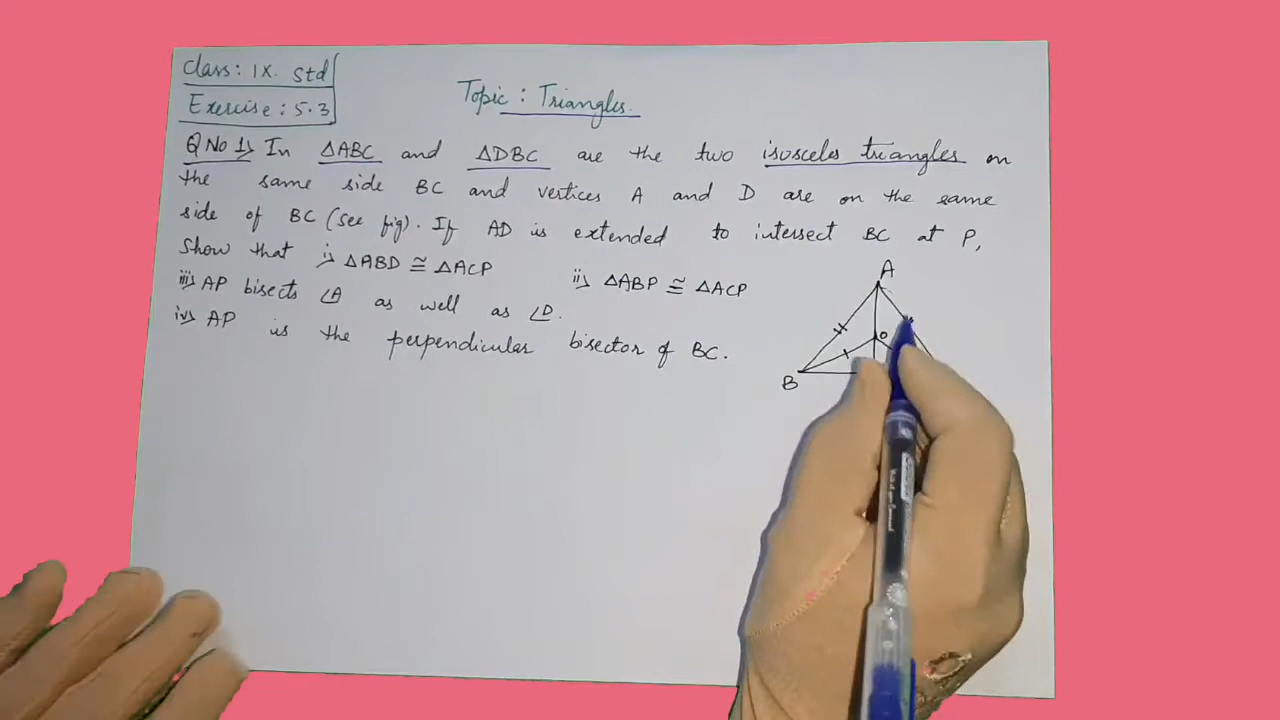 Class: IX. Std
Exercise: 5.3
Topic: Triangles.
Q No 1> In ΔABC and ΔDBC are the two isosceles triangles on
the same side BC and vertices A and D are on the same
side of BC (see fig). If AD is extended to intersect BC at P,
Show that i> ΔABD ≅ ΔACP ii> ΔABP ≅ ΔACP
iii> AP bisects ∠A as well as ∠D.
iv> AP is the perpendicular bisector of BC.
A
D
B